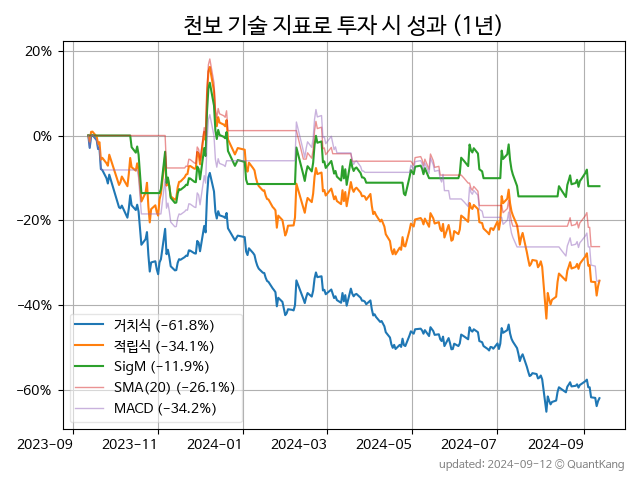 천보 기술 지표로 투자 시 성과 (1년)
20%
0%
−20%
−40%
−60%
거치식 (−61.8%)
적립식 (−34.1%)
SigM (−11.9%)
SMA(20) (−26.1%)
MACD (−34.2%)
2023-09 2023-11 2024-01 2024-03 2024-05 2024-07 2024-09
updated: 2024-09-12 ⓒ QuantKang